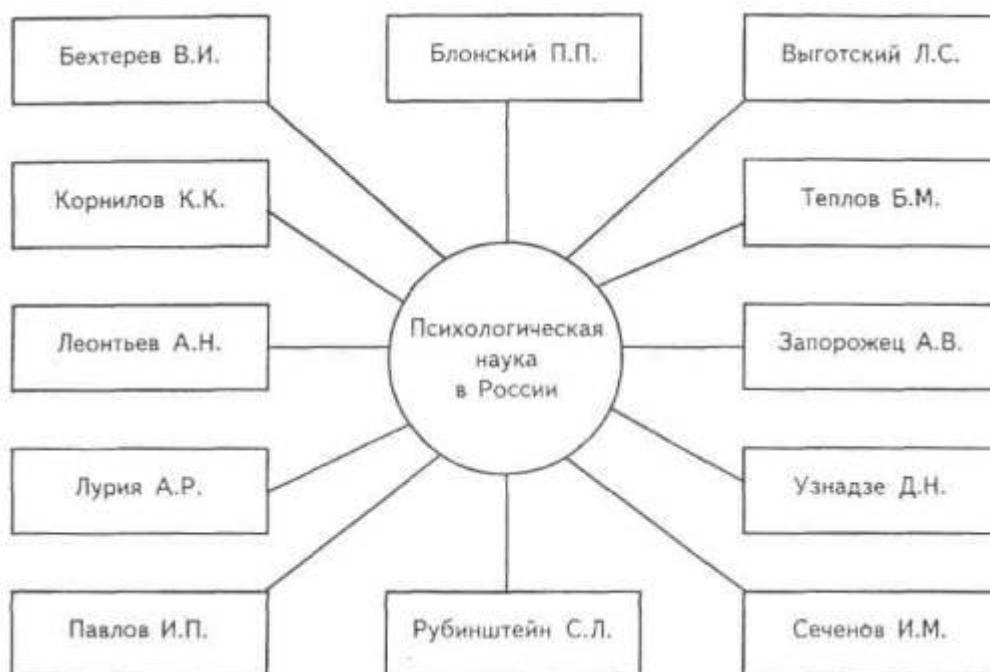 Бехтерев В.И.
Блонский П.П.
Выготский Л.С.
Корнилов К.К.
Теплов Б.М.
Психологическая
наука
в России
Леонтьев А.Н.
Запорожец А.В.
Лурия А.Р.
Узнадзе Д.Н.
Павлов И.П.
Рубинштейн С.Л.
Сеченов И.М.